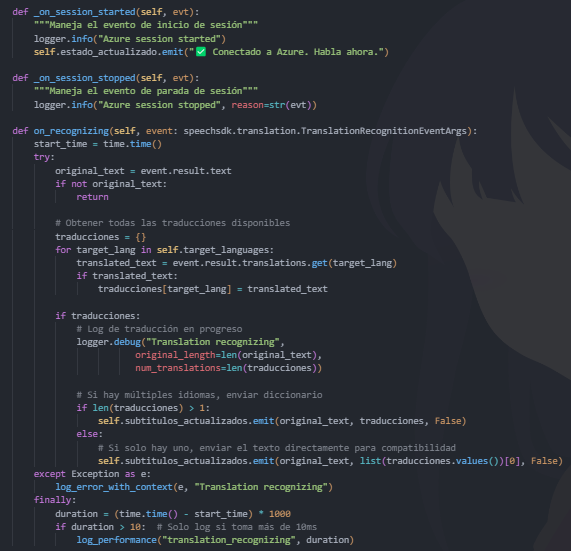 def _on_session_started(self, evt):
    """Maneja el evento de inicio de sesión"""
    logger.info("Azure session started")
    self.estado_actualizado.emit("✅ Conectado a Azure. Habla ahora.")

def _on_session_stopped(self, evt):
    """Maneja el evento de parada de sesión"""
    logger.info("Azure session stopped", reason=str(evt))

def on_recognizing(self, event: speechsdk.translation.TranslationRecognitionEventArgs):
    start_time = time.time()
    try:
        original_text = event.result.text
        if not original_text:
            return

        # Obtener todas las traducciones disponibles
        traducciones = {}
        for target_lang in self.target_languages:
            translated_text = event.result.translations.get(target_lang)
            if translated_text:
                traducciones[target_lang] = translated_text

        if traducciones:
            # Log de traducción en progreso
            logger.debug("Translation recognizing",
                        original_length=len(original_text),
                        num_translations=len(traducciones))

            # Si hay múltiples idiomas, enviar diccionario
            if len(traducciones) > 1:
                self.subtitulos_actualizados.emit(original_text, traducciones, False)
            else:
                # Si solo hay uno, enviar el texto directamente para compatibilidad
                self.subtitulos_actualizados.emit(original_text, list(traducciones.values())[0], False)
    except Exception as e:
        log_error_with_context(e, "Translation recognizing")
    finally:
        duration = (time.time() - start_time) * 1000
        if duration > 10:  # Solo log si toma más de 10ms
            log_performance("translation_recognizing", duration)